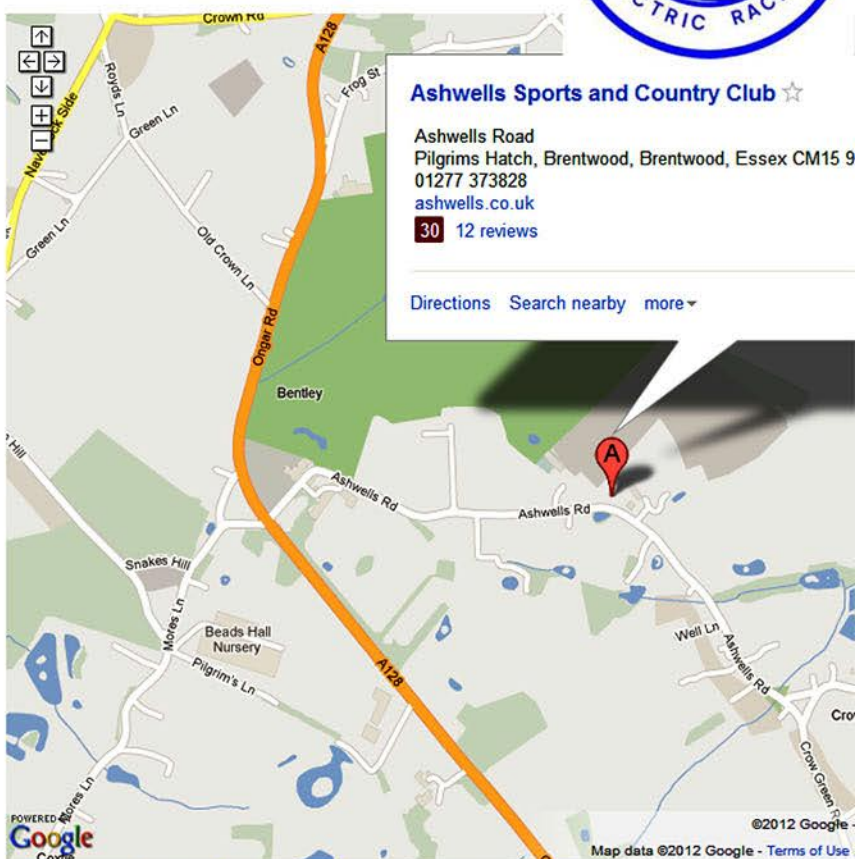 Crown Rd
A128
CTRIC RAC
Frog St
Royds Ln
Green Ln
Ashwells Sports and Country Club
Ashwells Road
Pilgrims Hatch, Brentwood, Brentwood, Essex CM15 9
01277 373828
ashwells.co.uk
30 12 reviews
Directions Search nearby more
Green Ln
Old Crown Ln
Ongar Rd
Bentley
A
Hill
Ashwells Rd
Ashwells Rd
Snakes Hill
Mores Ln
Beads Hall
Nursery
Well Ln
Ashwells Rd
Pilgrim's Ln
A128
Crow Green
Mores Ln
POWERED
Google
©2012 Google -
Map data ©2012 Google - Terms of Use